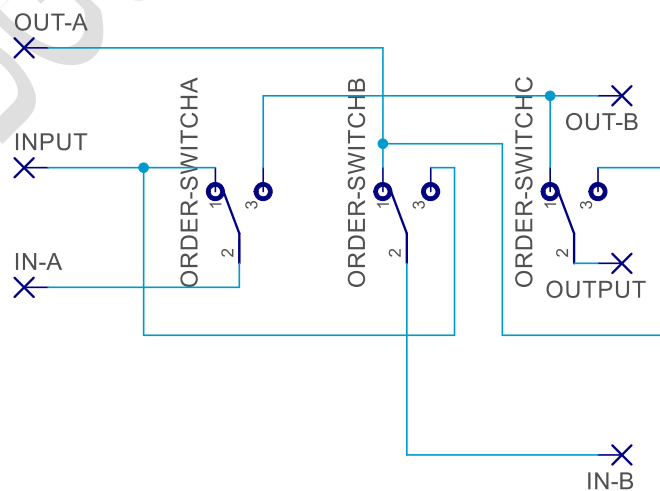 OUT-A
ORDER-SWITCHA
ORDER-SWITCHB
ORDER-SWITCHC
OUT-B
INPUT
1
3
1
3
1
3
2
2
2
IN-A
OUTPUT
IN-B